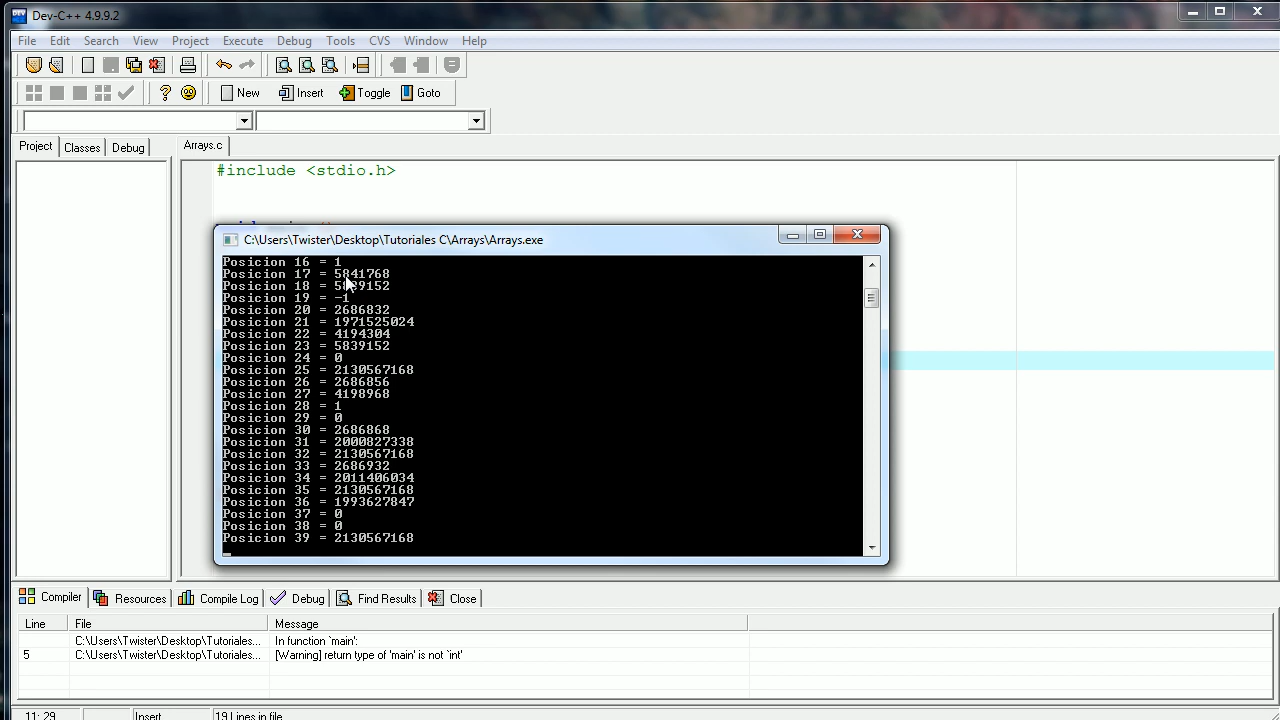 Dev-C++ 4.9.9.2
File Edit Search View Project Execute Debug Tools CVS Window Help
New Insert Toggle Goto
Project Classes Debug Arrays.c
#include <stdio.h>
C:\Users\Twister\Desktop\Tutoriales C\Arrays\Arrays.exe
Posicion 16 = 1
Posicion 17 = 5841768
Posicion 18 = 5839152
Posicion 19 = -1
Posicion 20 = 2686832
Posicion 21 = 1971525024
Posicion 22 = 4194304
Posicion 23 = 5839152
Posicion 24 = 0
Posicion 25 = 2130567168
Posicion 26 = 2686856
Posicion 27 = 4198968
Posicion 28 = 1
Posicion 29 = 0
Posicion 30 = 2686868
Posicion 31 = 2000827338
Posicion 32 = 2130567168
Posicion 33 = 2686932
Posicion 34 = 2011406034
Posicion 35 = 2130567168
Posicion 36 = 1993627847
Posicion 37 = 0
Posicion 38 = 0
Posicion 39 = 2130567168
Compiler Resources Compile Log Debug Find Results Close
Line File Message
C:\Users\Twister\Desktop\Tutoriales... In function `main':
5 C:\Users\Twister\Desktop\Tutoriales... [Warning] return type of 'main' is not `int'
11: 29 Insert 19 Lines in file